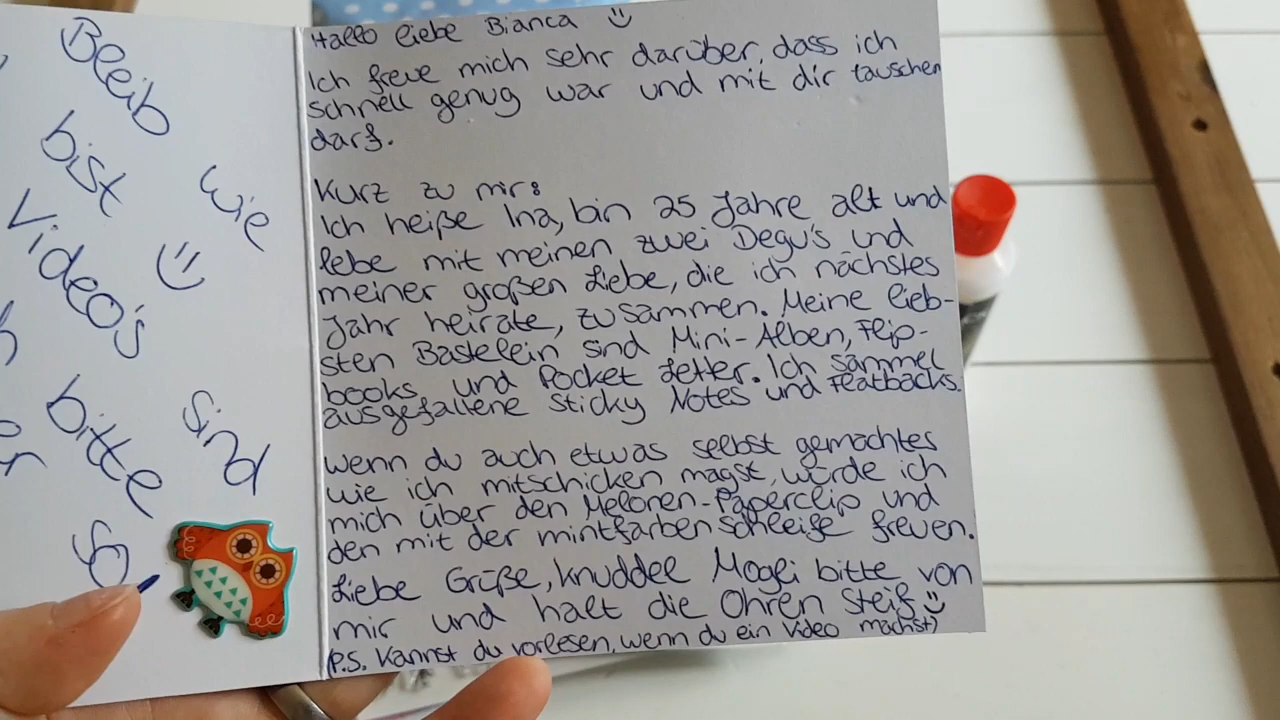 Beeib
wie
bist
Video's
sind
bitte
so
Hallo liebe Bianca
Ich freue mich sehr darüber, dass ich
schnell genug war und mit dir tauschen
darf.
Kurz zu mir:
Ich heiße Ina, bin 25 Jahre alt und
lebe mit meinen zwei Degu's und
meiner großen Liebe, die ich nächstes
Jahr heirate, zusammen. Meine lieb-
sten Bastelein sind Mini-Alben, Flip-
books und Pocket Letter. Ich sammel
ausgefallene Sticky Notes und Featbacks.
Wenn du auch etwas selbst gemachtes
wie ich mitschicken magst, würde ich
mich über den Melonen-Paperclip und
den mit der mintfarben Schleife freuen.
Liebe Grüße, knuddel Mogli bitte von
mir und halt die Ohren steif
P.S. Kannst du vorlesen, wenn du ein Video machst)